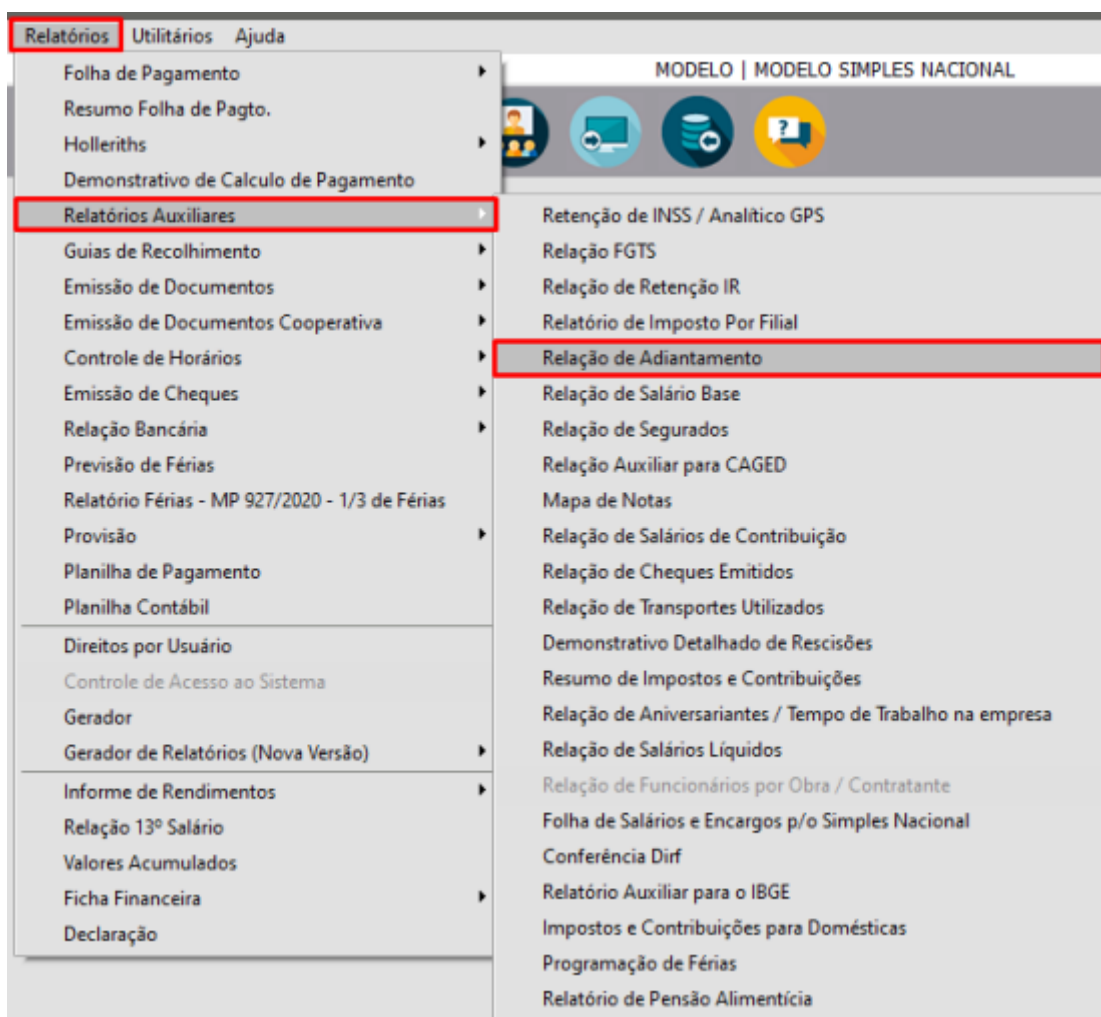 Relatórios Utilitários Ajuda
MODELO | MODELO SIMPLES NACIONAL
?
Folha de Pagamento
Resumo Folha de Pagto.
Holleriths
Demonstrativo de Calculo de Pagamento
Relatórios Auxiliares
Guias de Recolhimento
Emissão de Documentos
Emissão de Documentos Cooperativa
Controle de Horários
Emissão de Cheques
Relação Bancária
Previsão de Férias
Relatório Férias - MP 927/2020 - 1/3 de Férias
Provisão
Planilha de Pagamento
Planilha Contábil
Direitos por Usuário
Controle de Acesso ao Sistema
Gerador
Gerador de Relatórios (Nova Versão)
Informe de Rendimentos
Relação 13º Salário
Valores Acumulados
Ficha Financeira
Declaração
Retenção de INSS / Analítico GPS
Relação FGTS
Relação de Retenção IR
Relatório de Imposto Por Filial
Relação de Adiantamento
Relação de Salário Base
Relação de Segurados
Relação Auxiliar para CAGED
Mapa de Notas
Relação de Salários de Contribuição
Relação de Cheques Emitidos
Relação de Transportes Utilizados
Demonstrativo Detalhado de Rescisões
Resumo de Impostos e Contribuições
Relação de Aniversariantes / Tempo de Trabalho na empresa
Relação de Salários Líquidos
Relação de Funcionários por Obra / Contratante
Folha de Salários e Encargos p/o Simples Nacional
Conferência Dirf
Relatório Auxiliar para o IBGE
Impostos e Contribuições para Domésticas
Programação de Férias
Relatório de Pensão Alimentícia